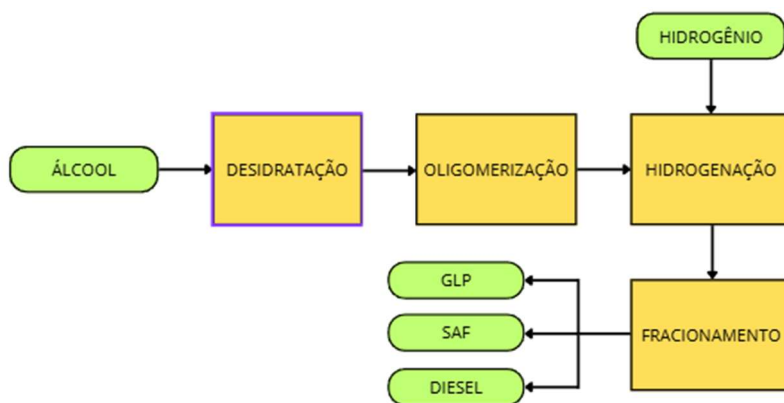 HIDROGÊNIO
ÁLCOOL
DESIDRATAÇÃO
OLIGOMERIZAÇÃO
HIDROGENAÇÃO
GLP
SAF
DIESEL
FRACIONAMENTO